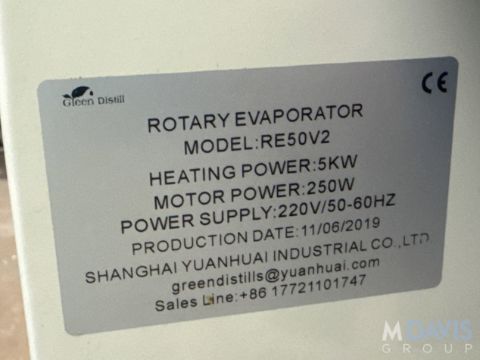 Green Distill
CE
ROTARY EVAPORATOR
MODEL:RE50V2
HEATING POWER:5KW
MOTOR POWER:250W
POWER SUPPLY:220V/50-60HZ
PRODUCTION DATE:11/06/2019
SHANGHAI YUANHUAI INDUSTRIAL CO.,LTD.
greendistills@yuanhuai.com
Sales Line:+86 17721101747
M DAVIS
GROUP